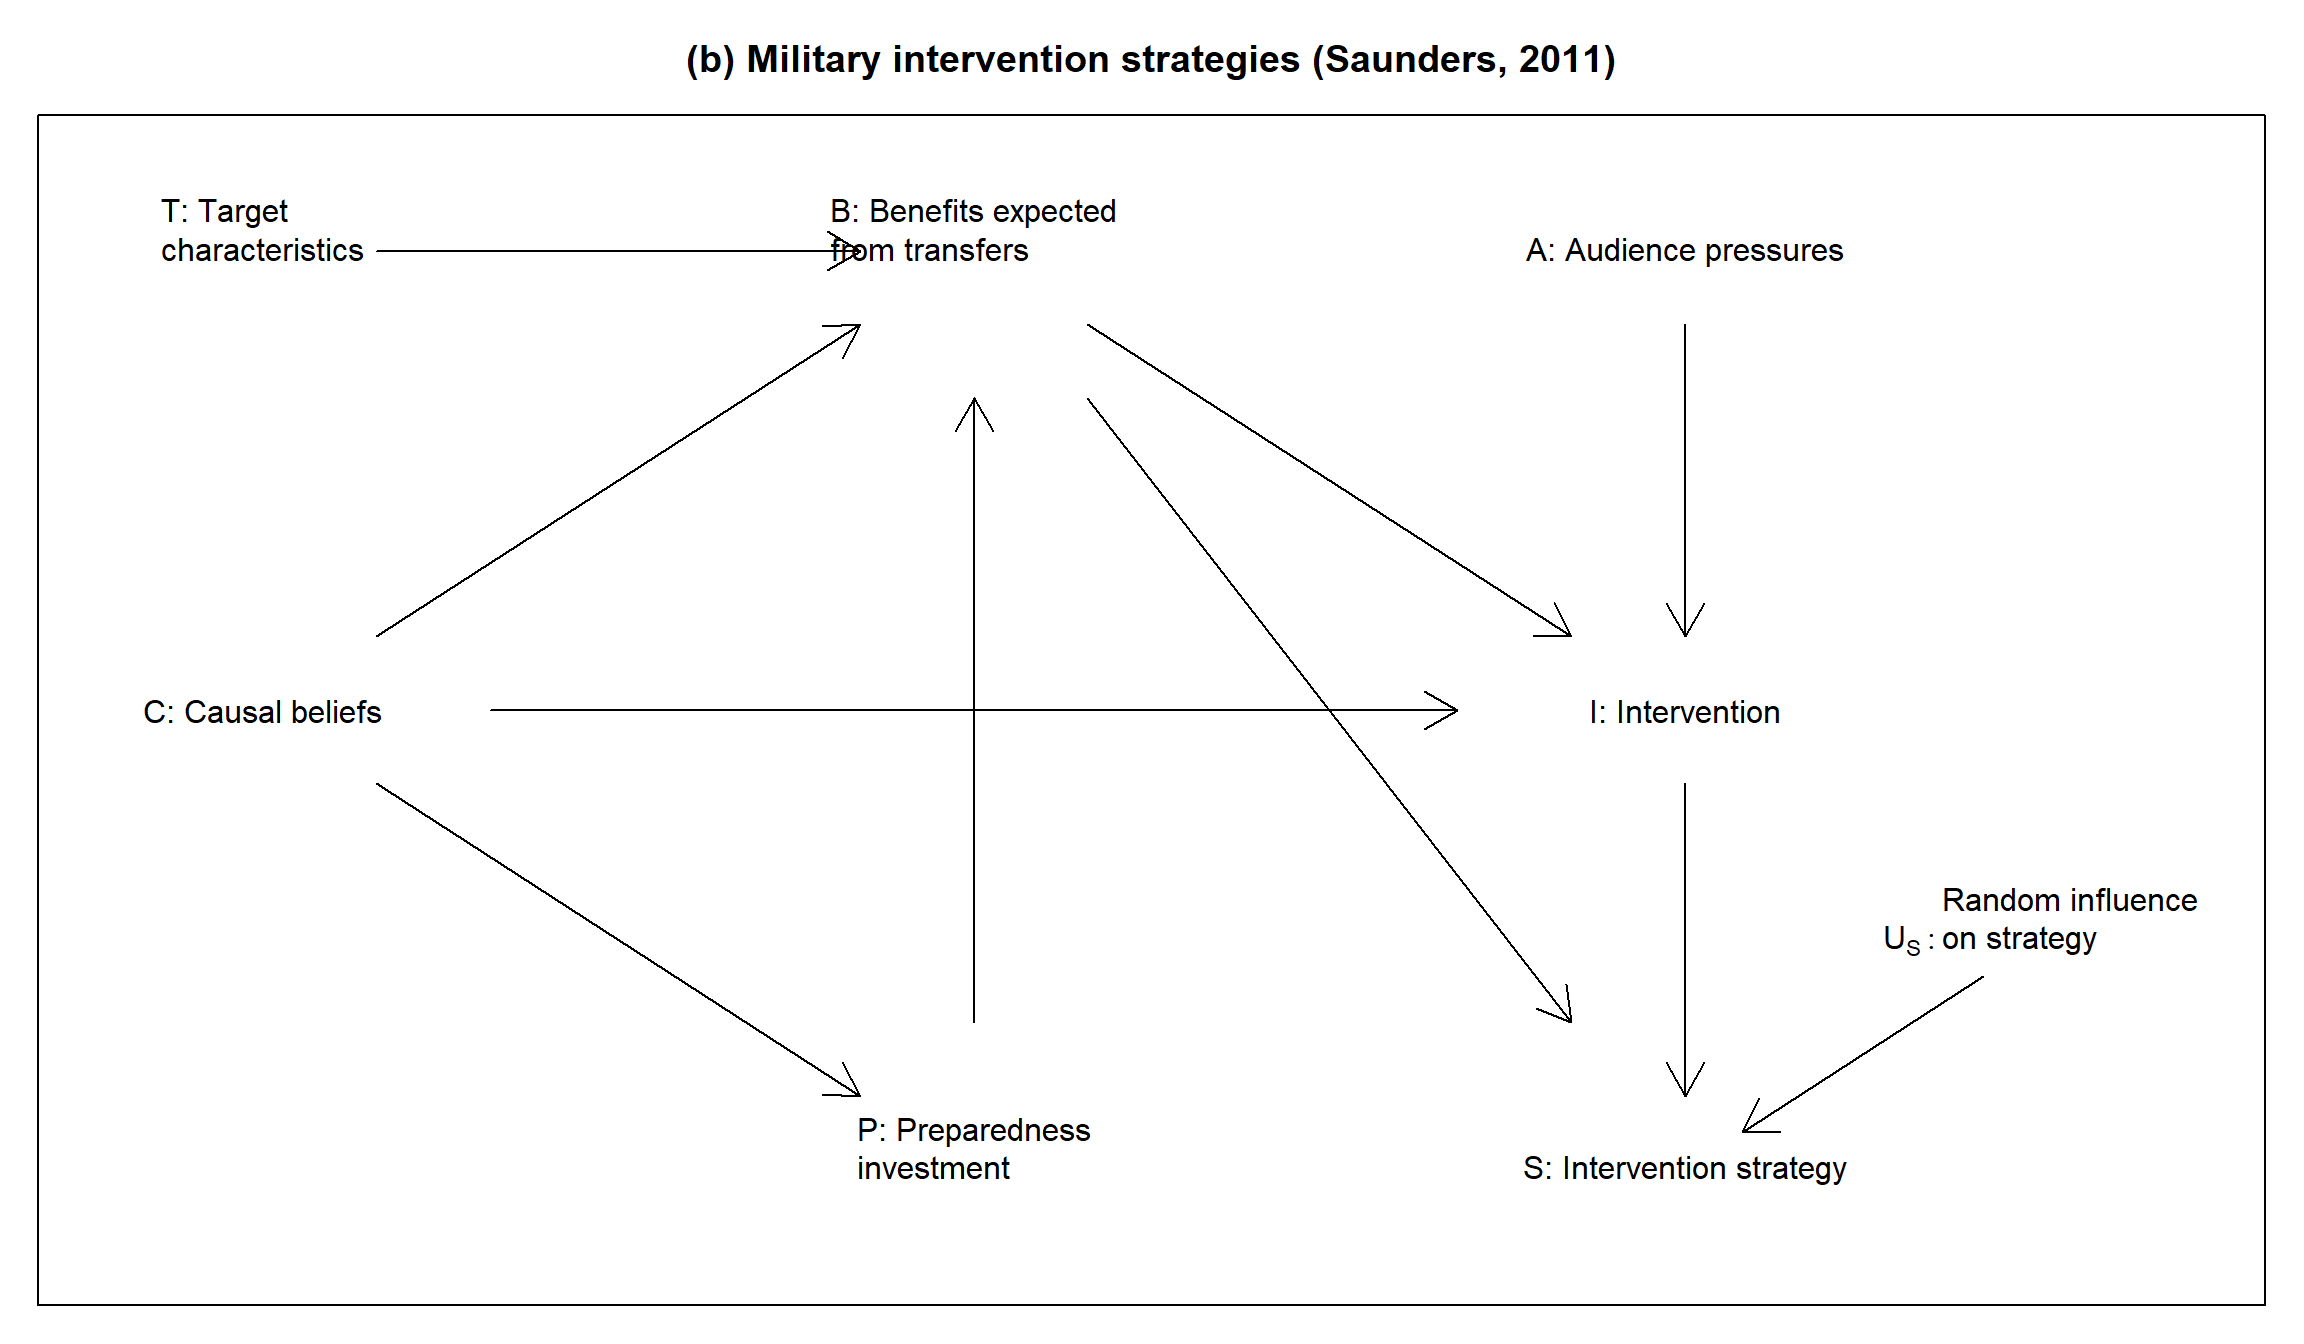 (b) Military intervention strategies (Saunders, 2011)
T: Target
characteristics
B: Benefits expected
from transfers
A: Audience pressures
C: Causal beliefs
I: Intervention
Random influence
U_S : on strategy
P: Preparedness
investment
S: Intervention strategy